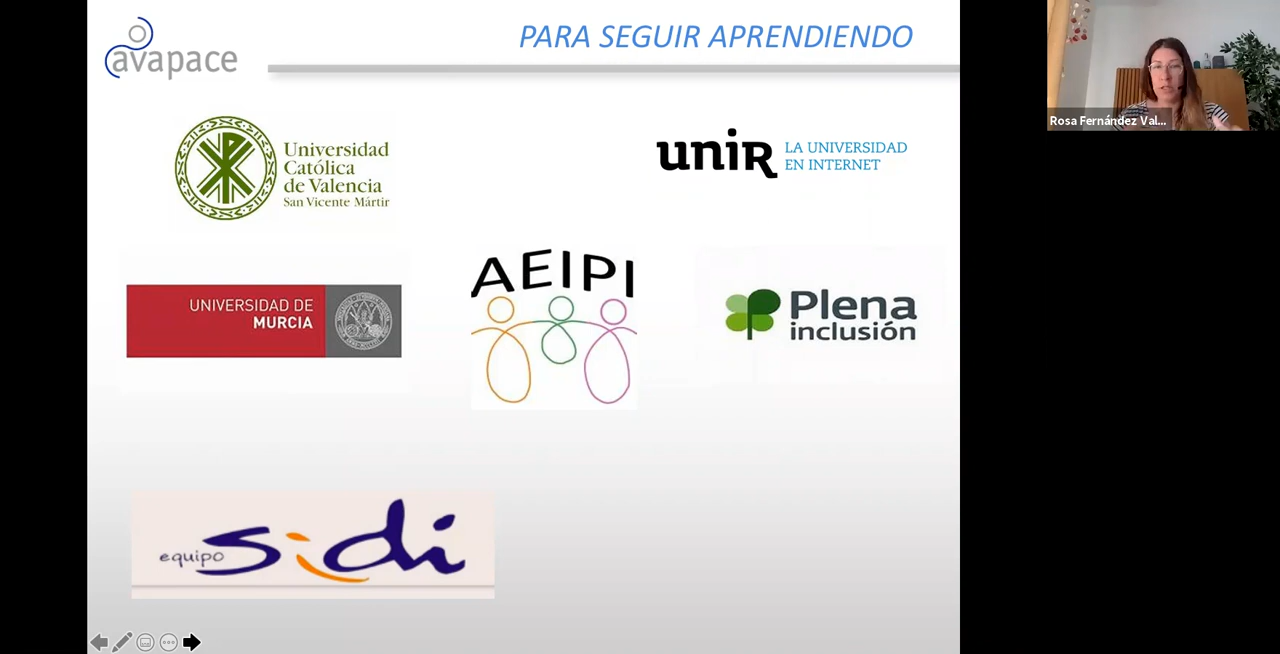 avapace
PARA SEGUIR APRENDIENDO
Rosa Fernández Val...
Universidad
Católica
de Valencia
San Vicente Mártir
unir
LA UNIVERSIDAD
EN INTERNET
UNIVERSIDAD DE
MURCIA
AEIPI
Plena
inclusión
equipo sidi